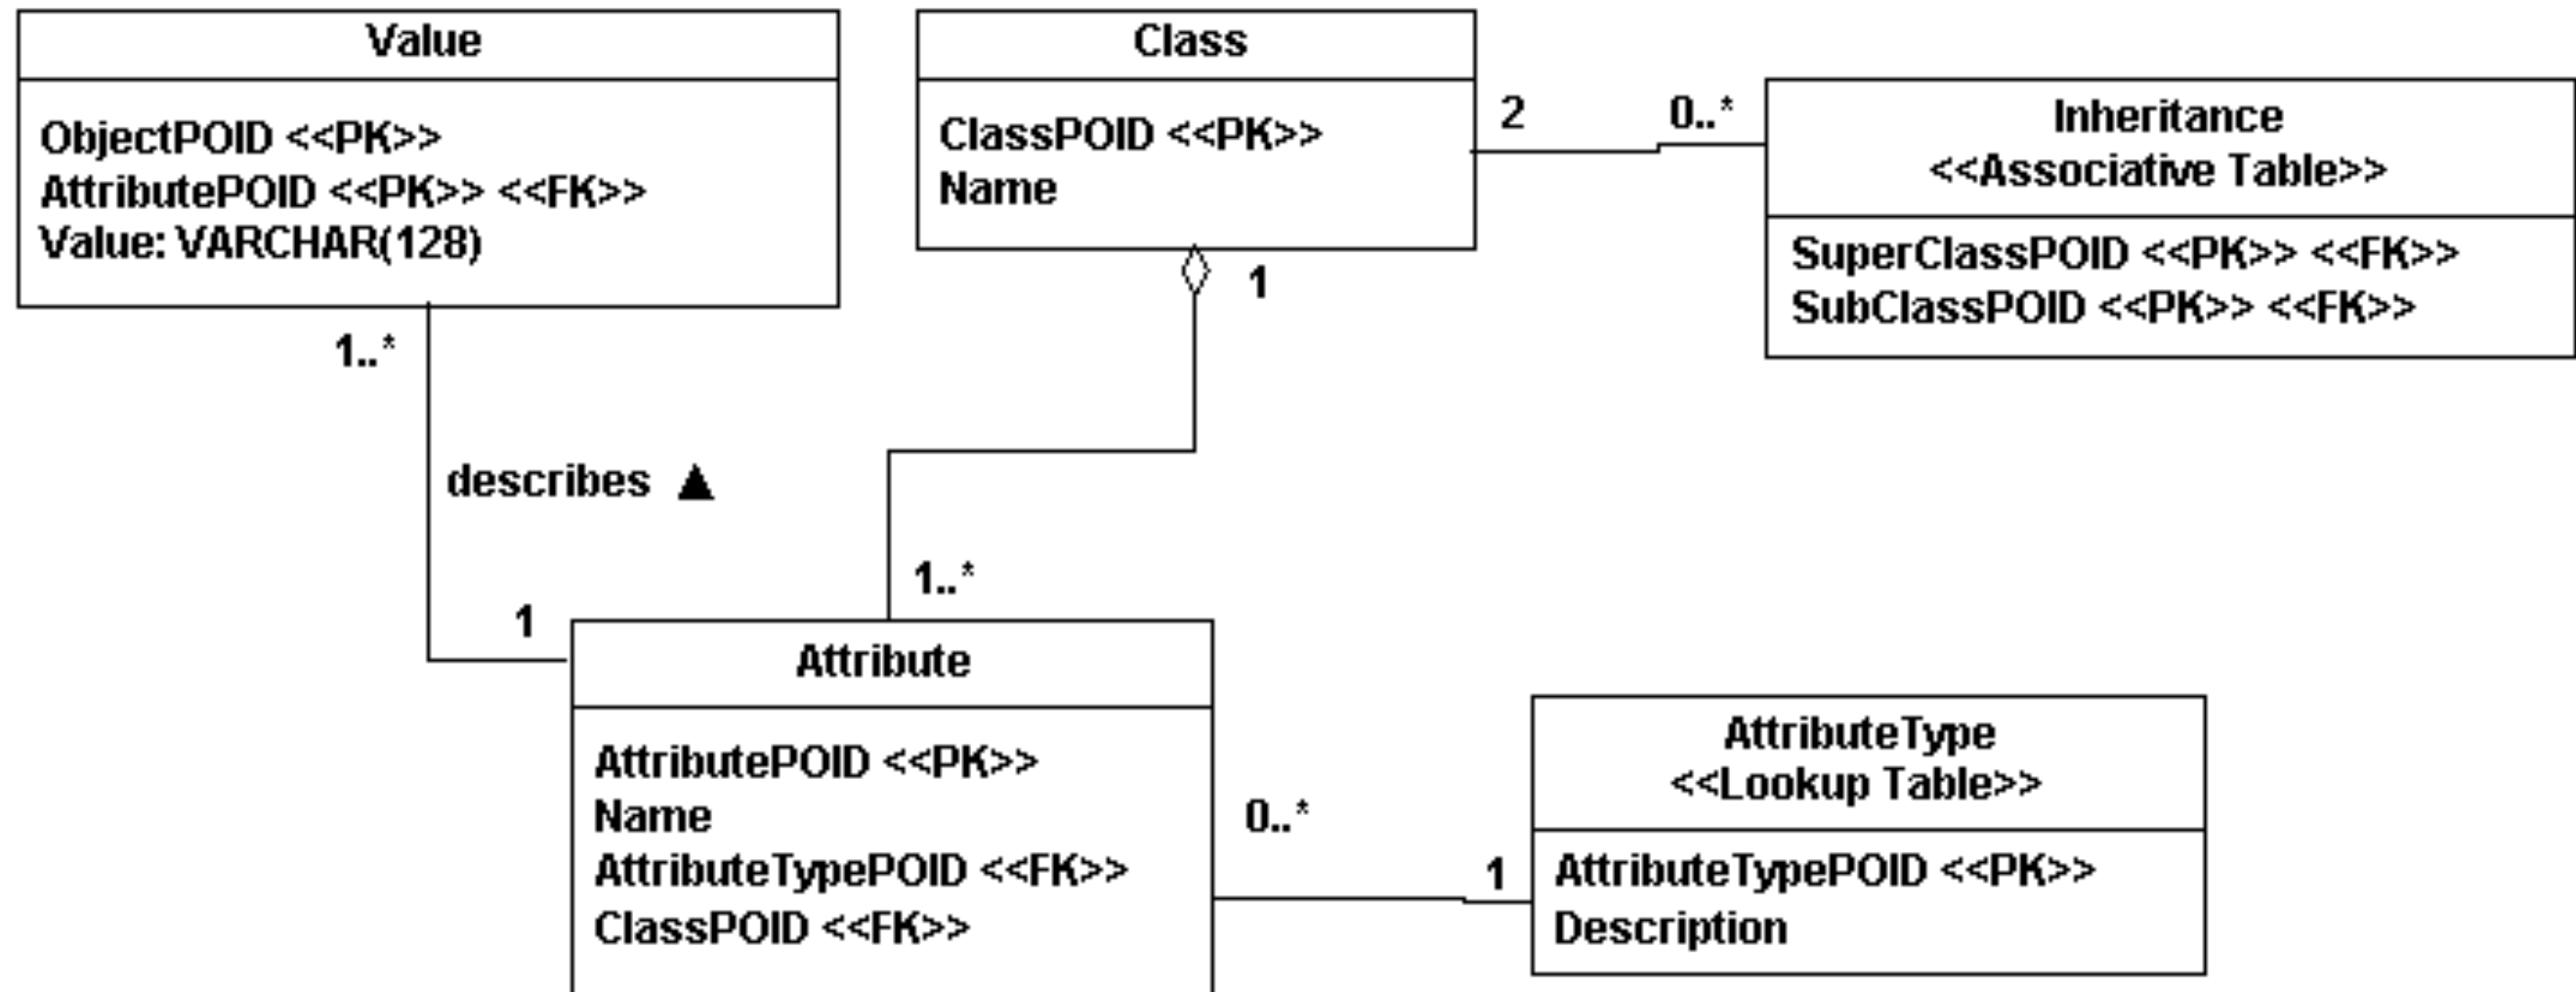 Value
ObjectPOID <<PK>>
AttributePOID <<PK>> <<FK>>
Value: VARCHAR(128)
Class
ClassPOID <<PK>>
Name
2
0..*
Inheritance
<<Associative Table>>
SuperClassPOID <<PK>> <<FK>>
SubClassPOID <<PK>> <<FK>>
1
1..*
describes ▲
1..*
1
Attribute
AttributePOID <<PK>>
Name
AttributeTypePOID <<FK>>
ClassPOID <<FK>>
0..*
1
AttributeType
<<Lookup Table>>
AttributeTypePOID <<PK>>
Description